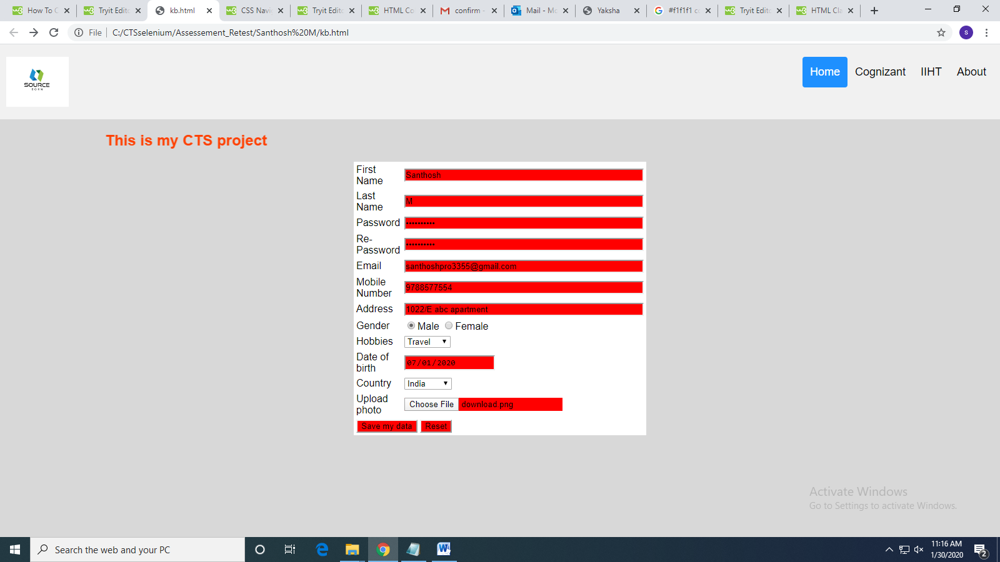 How To C
Tryit Edito
kb.html
CSS Navi
Tryit Edito
HTML Co
confirm -
Mail - Mo
Yaksha
#f1f1f1 co
Tryit Edito
HTML Cla
File
C:/CTSselenium/Assessement_Retest/Santhosh%20M/kb.html
S
SOURCE
BORN
Home Cognizant IIHT About
This is my CTS project
First
Name
Santhosh
Last
Name
M
Password
••••••••••
Re-
Password
••••••••••
Email santhoshpro3355@gmail.com
Mobile
Number
9788577554
Address 1022/E abc apartment
Gender Male Female
Hobbies Travel
Date of
birth
07/01/2020
Country India
Upload
photo
Choose File download.png
Save my data Reset
Activate Windows
Go to Settings to activate Windows.
Search the web and your PC
11:16 AM
1/30/2020
2